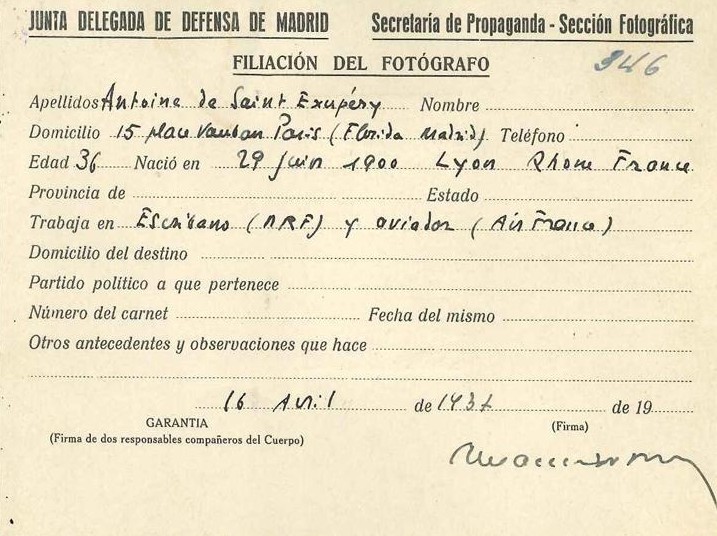 JUNTA DELEGADA DE DEFENSA DE MADRID Secretaría de Propaganda - Sección Fotográfica
346
FILIACIÓN DEL FOTÓGRAFO
Apellidos Antoine de Saint Exupéry Nombre
Domicilio 15 place Vauban Paris (Florida Madrid) Teléfono
Edad 36 Nació en 29 juin 1900 Lyon Rhone France
Provincia de Estado
Trabaja en Escribano ( ) y aviador (Air France)
Domicilio del destino
Partido político a que pertenece
Número del carnet Fecha del mismo
Otros antecedentes y observaciones que hace
16 Avril de 1937 de 19
GARANTIA (Firma)
(Firma de dos responsables compañeros del Cuerpo)